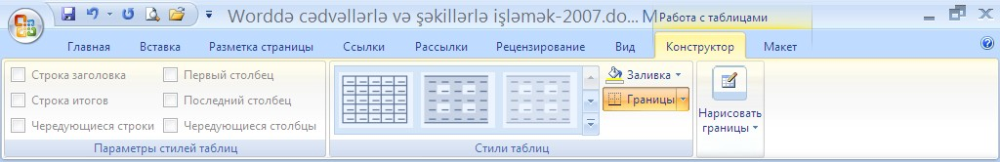 Worddə cədvəllərlə və şəkillərlə işləmək-2007.do... M
Работа с таблицами
Главная Вставка Разметка страницы Ссылки Рассылки Рецензирование Вид Конструктор Макет
Строка заголовка Первый столбец
Строка итогов Последний столбец
Чередующиеся строки Чередующиеся столбцы
Параметры стилей таблиц
Заливка
Границы
Стили таблиц
Нарисовать
границы